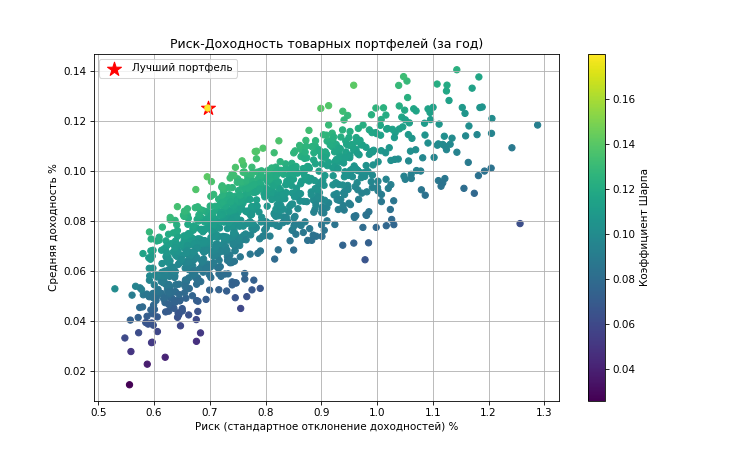 Риск-Доходность товарных портфелей (за год)
Лучший портфель
Средняя доходность %
0.14
0.12
0.10
0.08
0.06
0.04
0.02
0.5 0.6 0.7 0.8 0.9 1.0 1.1 1.2 1.3
Риск (стандартное отклонение доходностей) %
0.16
0.14
0.12
0.10
0.08
0.06
0.04
Коэффициент Шарпа